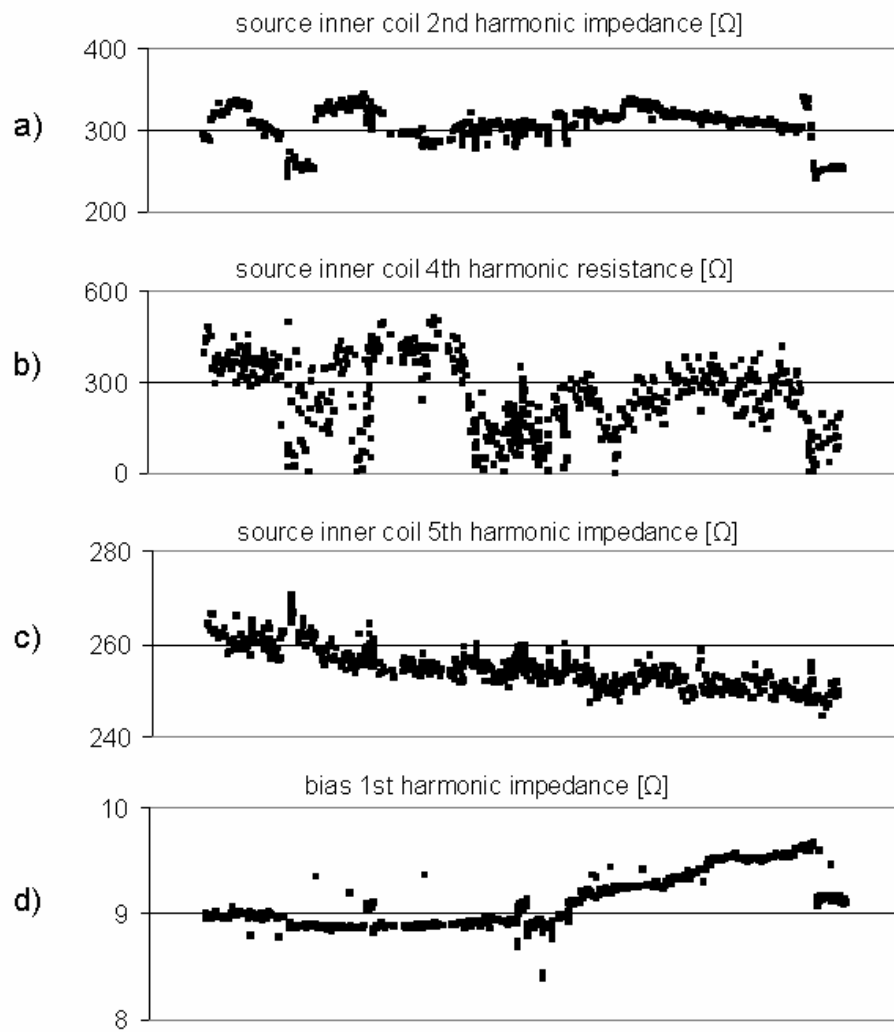 source inner coil 2nd harmonic impedance [Ω]
400
a)
300
200
source inner coil 4th harmonic resistance [Ω]
600
b)
300
0
source inner coil 5th harmonic impedance [Ω]
280
c)
260
240
bias 1st harmonic impedance [Ω]
10
d)
9
8